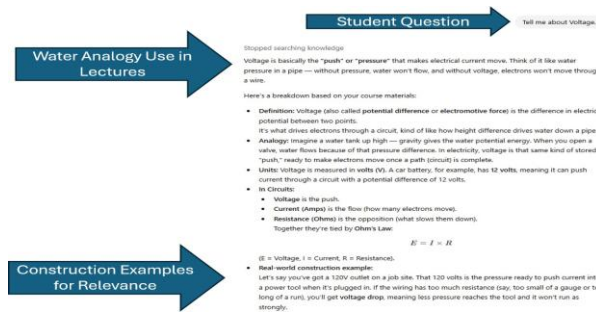 Student Question
Tell me about Voltage.
Water Analogy Use in
Lectures
Stopped searching knowledge
Voltage is basically the "push" or "pressure" that makes electrical current move. Think of it like water
pressure in a pipe — without pressure, water won't flow, and without voltage, electrons won't move through
a wire.
Here's a breakdown based on your course materials:
• Definition: Voltage (also called potential difference or electromotive force) is the difference in electric
potential between two points.
It's what drives electrons through a circuit, kind of like how height difference drives water down a pipe
• Analogy: Imagine a water tank up high — gravity gives the water potential energy. When you open a
valve, water flows because of that pressure difference. In electricity, voltage is that same kind of stored
"push," ready to make electrons move once a path (circuit) is complete.
• Units: Voltage is measured in volts (V). A car battery, for example, has 12 volts, meaning it can push
current through a circuit with a potential difference of 12 volts.
• In Circuits:
• Voltage is the push.
• Current (Amps) is the flow (how many electrons move).
• Resistance (Ohms) is the opposition (what slows them down).
Together they're tied by Ohm's Law:
E = I × R
(E = Voltage, I = Current, R = Resistance).
Construction Examples
for Relevance
• Real-world construction example:
Let's say you've got a 120V outlet on a job site. That 120 volts is the pressure ready to push current int
a power tool when it's plugged in. If the wiring has too much resistance (say, too small of a gauge or
long of a run), you'll get voltage drop, meaning less pressure reaches the tool and it won't run as
strongly.